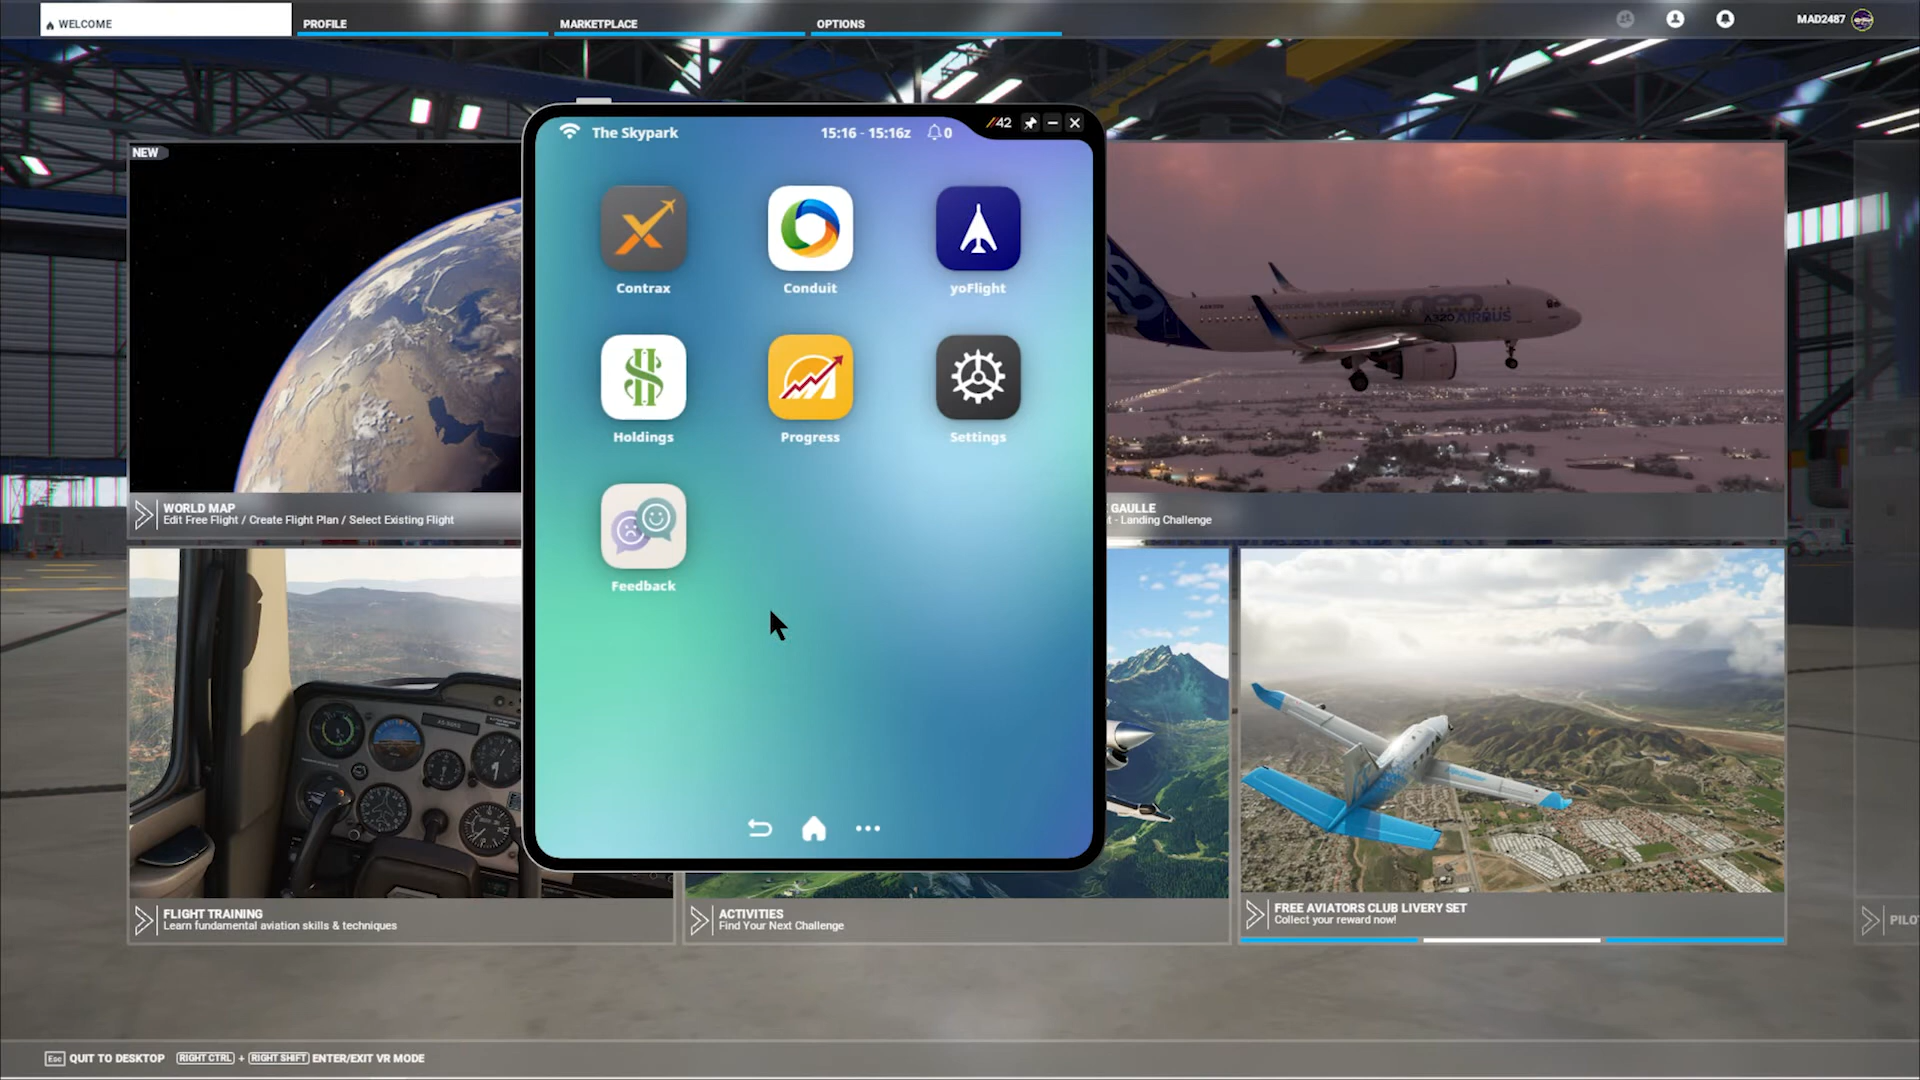 WELCOME
PROFILE
MARKETPLACE
OPTIONS
MAD2487
NEW
The Skypark
15:16 - 15:16z
0
//42
Contrax
Conduit
yoFlight
Holdings
Progress
Settings
Feedback
neo
A320 AIRBUS
WORLD MAP
Edit Free Flight / Create Flight Plan / Select Existing Flight
GAULLE
t - Landing Challenge
FLIGHT TRAINING
Learn fundamental aviation skills & techniques
ACTIVITIES
Find Your Next Challenge
FREE AVIATORS CLUB LIVERY SET
Collect your reward now!
PILO
Esc QUIT TO DESKTOP RIGHT CTRL + RIGHT SHIFT ENTER/EXIT VR MODE